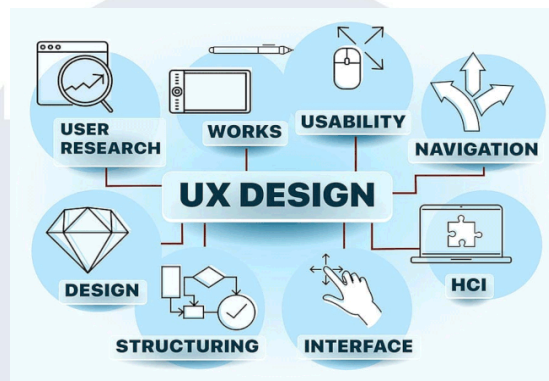 USER
RESEARCH
WORKS
USABILITY
NAVIGATION
UX DESIGN
DESIGN
STRUCTURING
INTERFACE
HCI